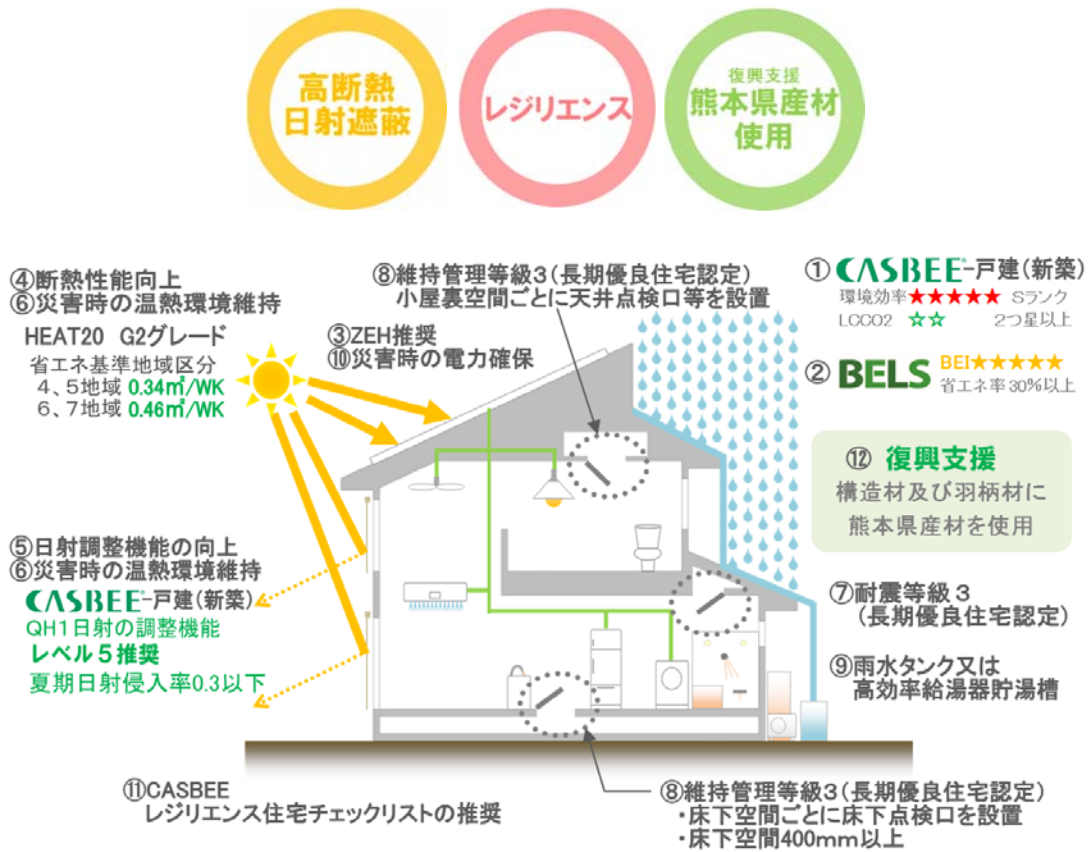 高断熱
日射遮蔽
レジリエンス
復興支援
熊本県産材
使用
④断熱性能向上
⑥災害時の温熱環境維持
HEAT20 G2グレード
省エネ基準地域区分
4、5地域 0.34㎡/WK
6、7地域 0.46㎡/WK
⑧維持管理等級3(長期優良住宅認定)
小屋裏空間ごとに天井点検口等を設置
③ZEH推奨
⑩災害時の電力確保
① CASBEE®-戸建(新築)
環境効率★★★★★ Sランク
LCCO2 ☆☆ 2つ星以上
② BELS BEI★★★★★
省エネ率30%以上
⑫ 復興支援
構造材及び羽柄材に
熊本県産材を使用
⑤日射調整機能の向上
⑥災害時の温熱環境維持
CASBEE®-戸建(新築)
QH1日射の調整機能
レベル5推奨
夏期日射侵入率0.3以下
⑦耐震等級3
(長期優良住宅認定)
⑨雨水タンク又は
高効率給湯器貯湯槽
⑪CASBEE
レジリエンス住宅チェックリストの推奨
⑧維持管理等級3(長期優良住宅認定)
・床下空間ごとに床下点検口を設置
・床下空間400mm以上